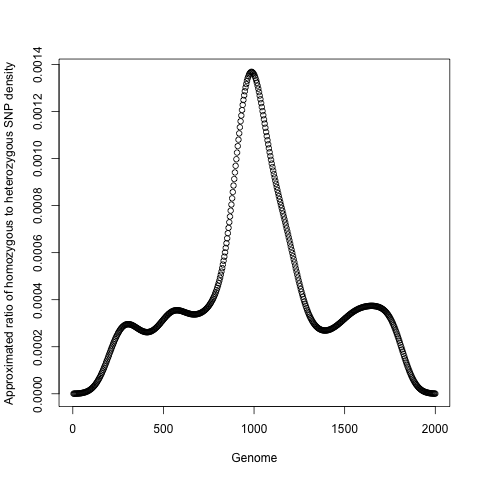 Approximated ratio of homozygous to heterozygous SNP density
0.0014
0.0012
0.0010
0.0008
0.0006
0.0004
0.0002
0.0000
0 500 1000 1500 2000
Genome